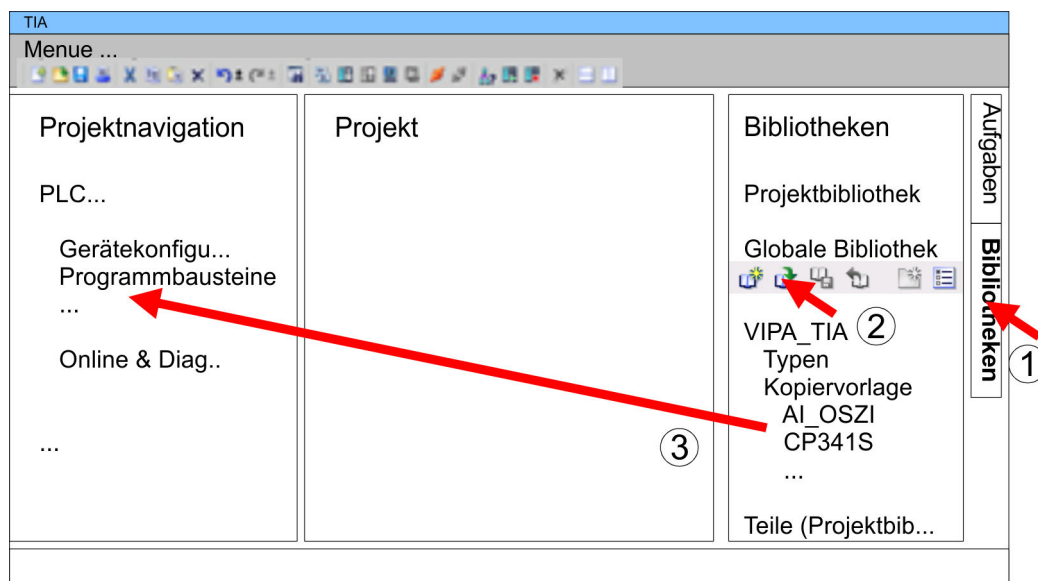 TIA
Menue ...
Projektnavigation
PLC...
Gerätekonfigu...
Programmbausteine
...
Online & Diag..
...
Projekt
③
Bibliotheken
Projektbibliothek
Globale Bibliothek
②
VIPA_TIA
Typen
Kopiervorlage
AI_OSZI
CP341S
...
Teile (Projektbib...
Aufgaben
Bibliotheken
①